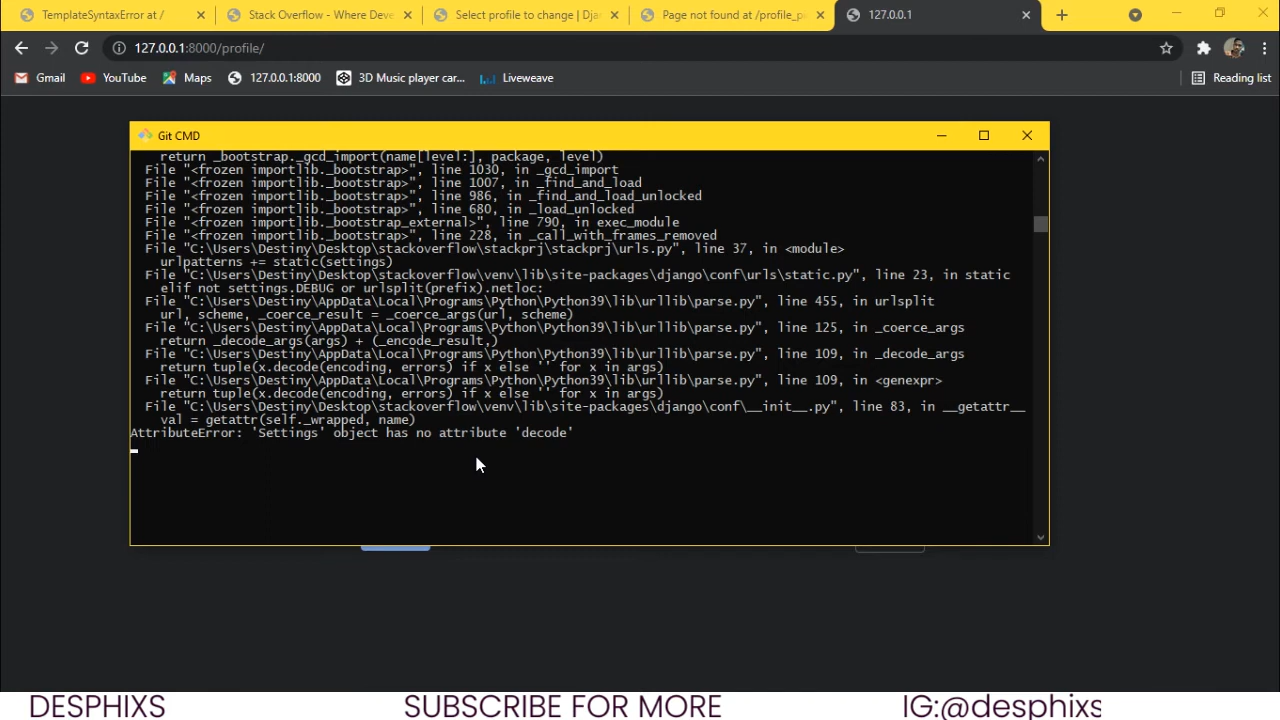 TemplateSyntaxError at /
Stack Overflow - Where Deve
Select profile to change | Dja
Page not found at /profile_p
127.0.0.1
127.0.0.1:8000/profile/
Gmail
YouTube
Maps
127.0.0.1:8000
3D Music player car...
Liveweave
Reading list
Git CMD
return _bootstrap._gcd_import(name[level:], package, level)
File "<frozen importlib._bootstrap>", line 1030, in _gcd_import
File "<frozen importlib._bootstrap>", line 1007, in _find_and_load
File "<frozen importlib._bootstrap>", line 986, in _find_and_load_unlocked
File "<frozen importlib._bootstrap>", line 680, in _load_unlocked
File "<frozen importlib._bootstrap_external>", line 790, in exec_module
File "<frozen importlib._bootstrap>", line 228, in _call_with_frames_removed
File "C:\Users\Destiny\Desktop\stackoverflow\stackprj\stackprj\urls.py", line 37, in <module>
urlpatterns += static(settings)
File "C:\Users\Destiny\Desktop\stackoverflow\venv\lib\site-packages\django\conf\urls\static.py", line 23, in static
elif not settings.DEBUG or urlsplit(prefix).netloc:
File "C:\Users\Destiny\AppData\Local\Programs\Python\Python39\lib\urllib\parse.py", line 455, in urlsplit
url, scheme, _coerce_result = _coerce_args(url, scheme)
File "C:\Users\Destiny\AppData\Local\Programs\Python\Python39\lib\urllib\parse.py", line 125, in _coerce_args
return _decode_args(args) + (_encode_result,)
File "C:\Users\Destiny\AppData\Local\Programs\Python\Python39\lib\urllib\parse.py", line 109, in _decode_args
return tuple(x.decode(encoding, errors) if x else '' for x in args)
File "C:\Users\Destiny\AppData\Local\Programs\Python\Python39\lib\urllib\parse.py", line 109, in <genexpr>
return tuple(x.decode(encoding, errors) if x else '' for x in args)
File "C:\Users\Destiny\Desktop\stackoverflow\venv\lib\site-packages\django\conf\__init__.py", line 83, in __getattr__
val = getattr(self._wrapped, name)
AttributeError: 'Settings' object has no attribute 'decode'
DESPHIXS
SUBSCRIBE FOR MORE
IG:@desphixs